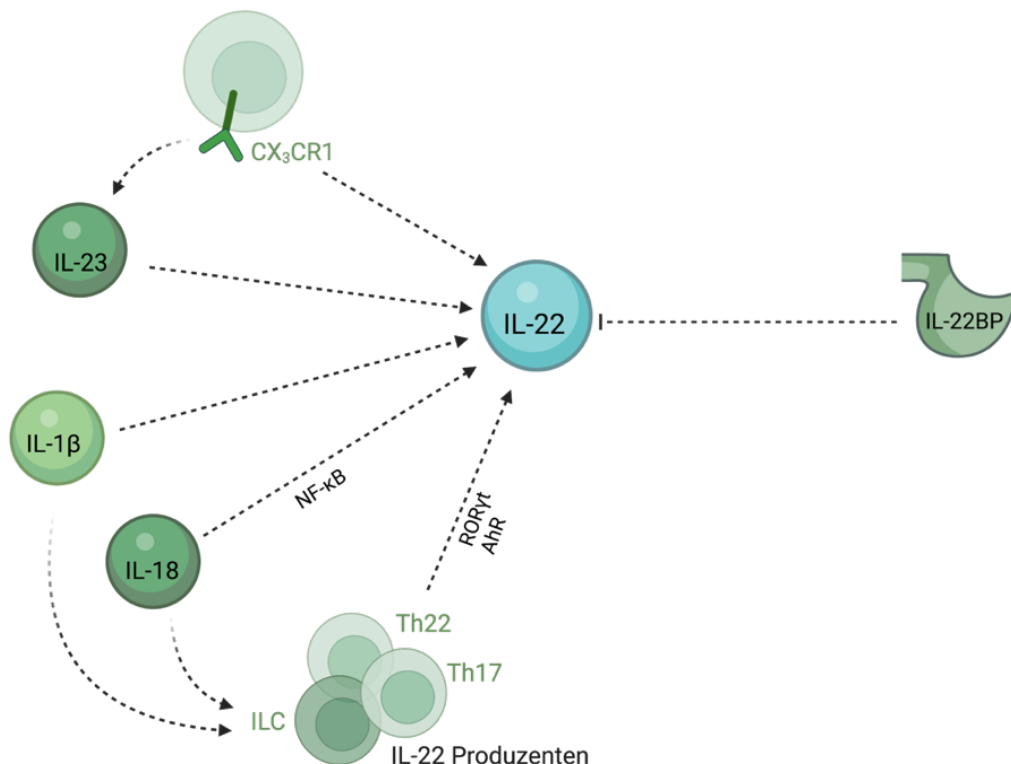 CX₃CR1
IL-23
IL-22
IL-22BP
IL-1β
NF-κB
RORγt
AhR
IL-18
Th22
Th17
ILC
IL-22 Produzenten